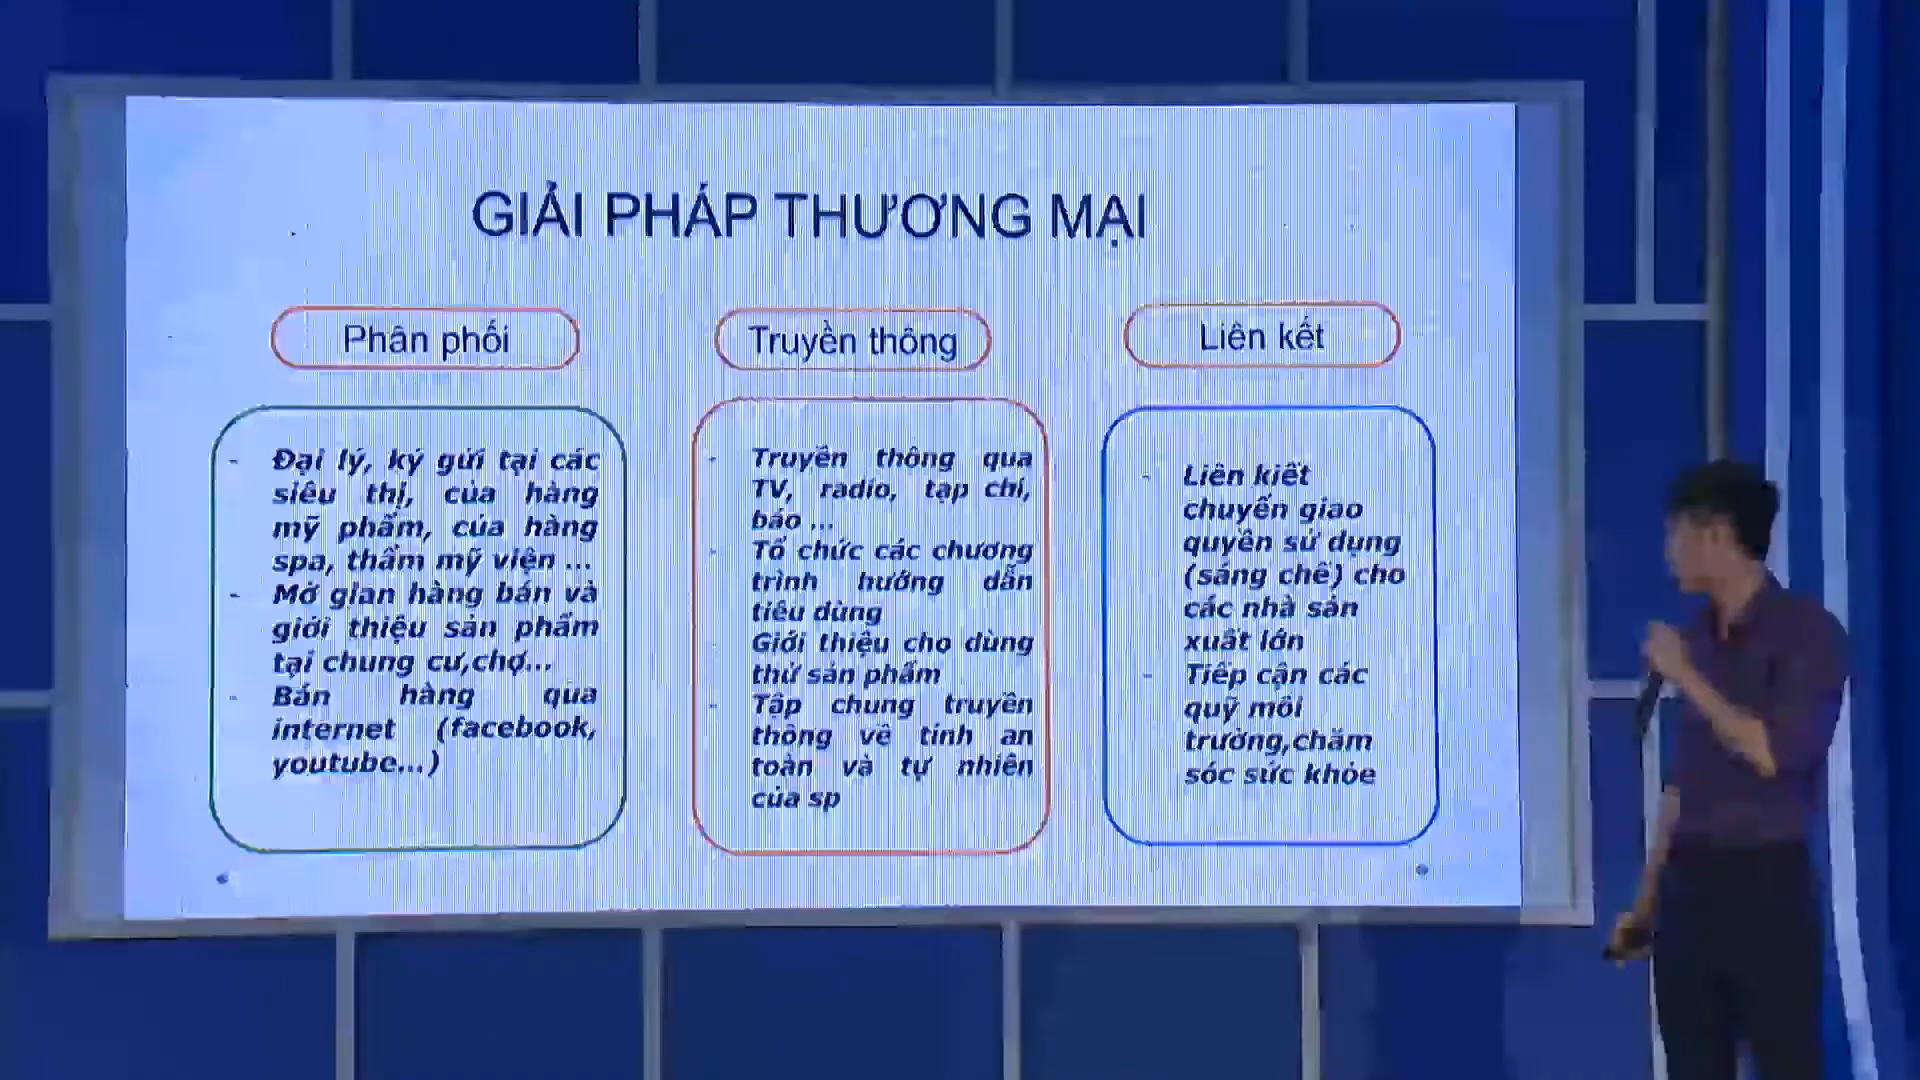 GIẢI PHÁP THƯƠNG MẠI
Phân phối
- Đại lý, ký gửi tại các
siêu thị, của hàng
mỹ phẩm, của hàng
spa, thẩm mỹ viện ...
- Mở gian hàng bán và
giới thiệu sản phẩm
tại chung cư,chợ...
- Bán hàng qua
internet (facebook,
youtube...)
Truyền thông
- Truyền thông qua
TV, radio, tạp chí,
báo ...
- Tổ chức các chương
trình hướng dẫn
tiêu dùng
- Giới thiệu cho dùng
thử sản phẩm
- Tập chung truyền
thông về tính an
toàn và tự nhiên
của sp
Liên kết
- Liên kiết
chuyển giao
quyền sử dụng
(sáng chế) cho
các nhà sản
xuất lớn
- Tiếp cận các
quỹ môi
trường,chăm
sóc sức khỏe